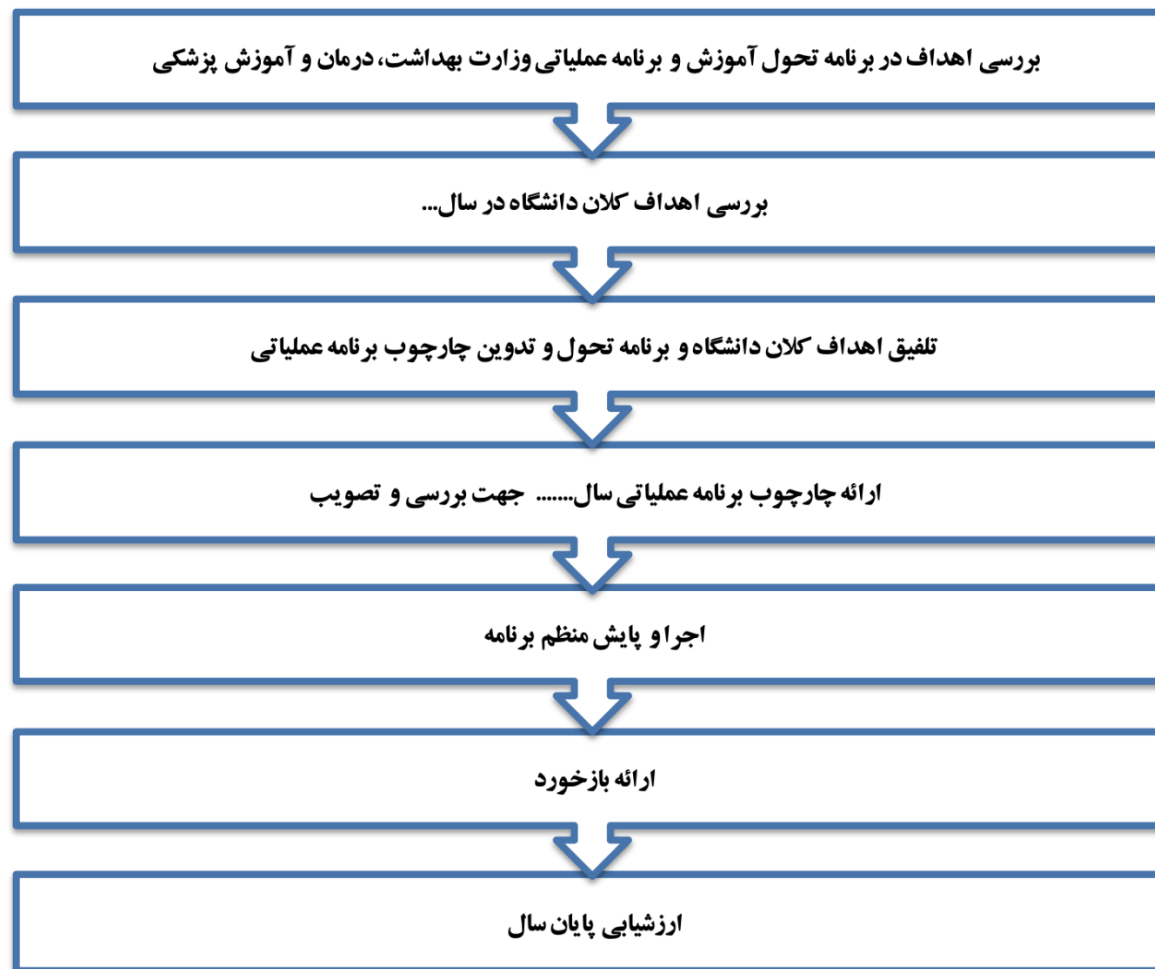 بررسی اهداف در برنامه تحول آموزش و برنامه عملیاتی وزارت بهداشت، درمان و آموزش پزشکی
بررسی اهداف کلان دانشگاه در سال...
تلفیق اهداف کلان دانشگاه و برنامه تحول و تدوین چارچوب برنامه عملیاتی
ارائه چارچوب برنامه عملیاتی سال....... جهت بررسی و تصویب
اجرا و پایش منظم برنامه
ارائه بازخورد
ارزشیابی پایان سال